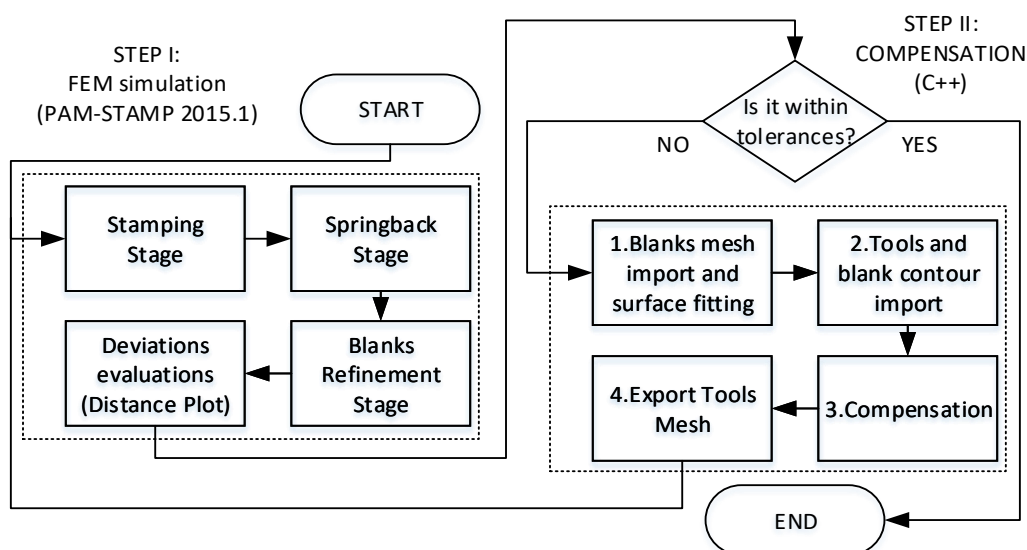 STEP I:
FEM simulation
(PAM-STAMP 2015.1)
START
Stamping
Stage
Springback
Stage
Deviations
evaluations
(Distance Plot)
Blanks
Refinement
Stage
STEP II:
COMPENSATION
(C++)
Is it within
tolerances?
NO
YES
1.Blanks mesh
import and
surface fitting
2.Tools and
blank contour
import
4.Export Tools
Mesh
3.Compensation
END